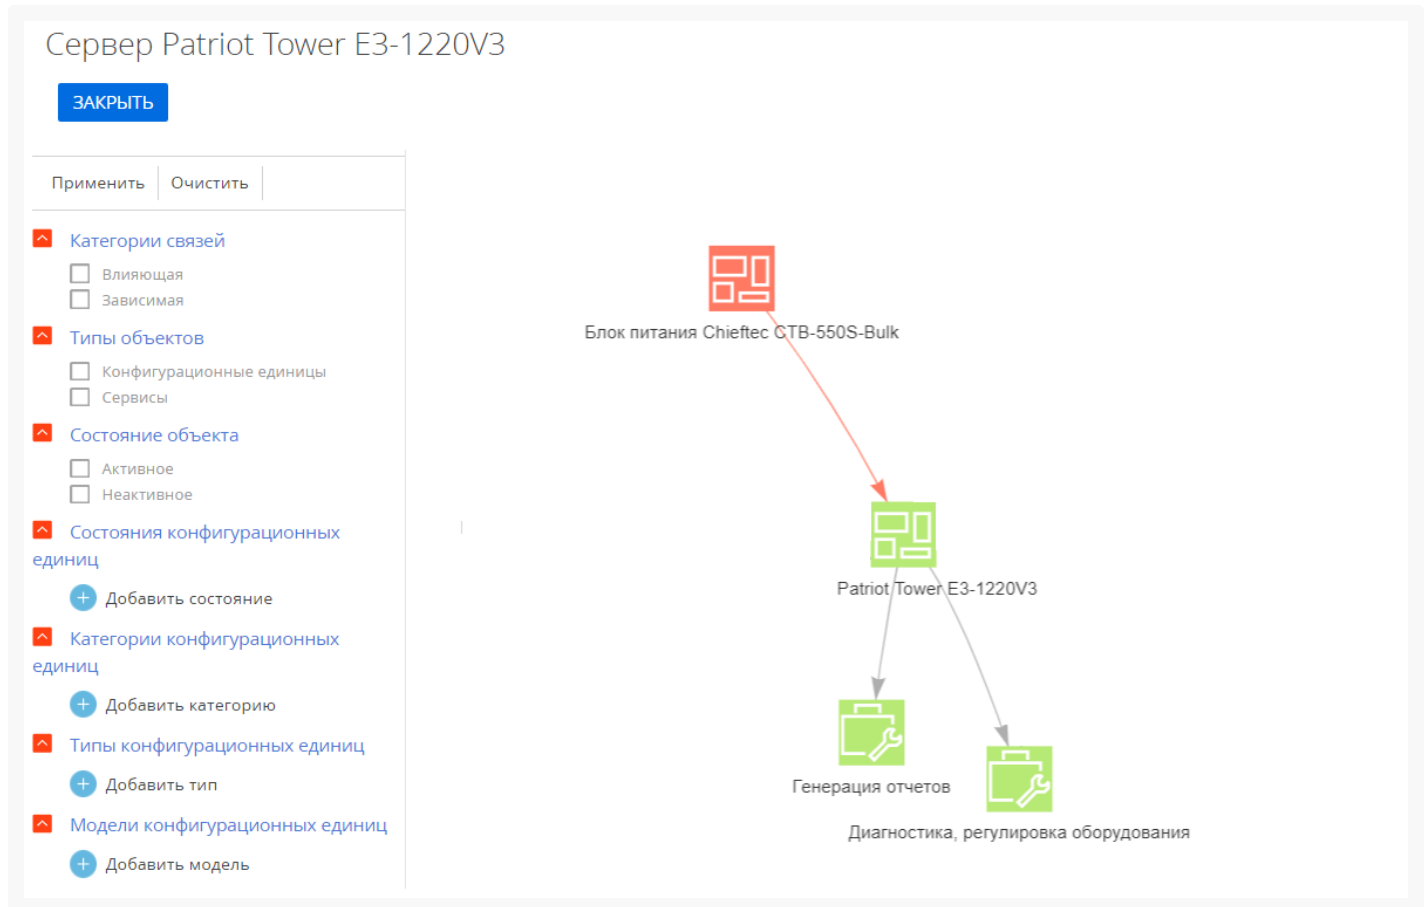 Сервер Patriot Tower E3-1220V3
ЗАКРЫТЬ
Применить
Очистить
Категории связей
Влияющая
Зависимая
Типы объектов
Конфигурационные единицы
Сервисы
Состояние объекта
Активное
Неактивное
Состояния конфигурационных
единиц
Добавить состояние
Категории конфигурационных
единиц
Добавить категорию
Типы конфигурационных единиц
Добавить тип
Модели конфигурационных единиц
Добавить модель
Блок питания Chieftec CTB-550S-Bulk
Patriot Tower E3-1220V3
Генерация отчетов
Диагностика, регулировка оборудования